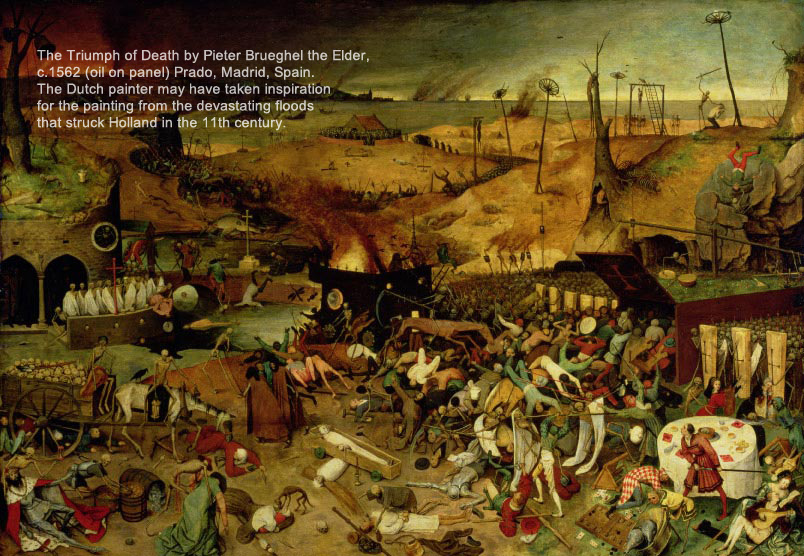 The Triumph of Death by Pieter Brueghel the Elder,
c.1562 (oil on panel) Prado, Madrid, Spain.
The Dutch painter may have taken inspiration
for the painting from the devastating floods
that struck Holland in the 11th century.